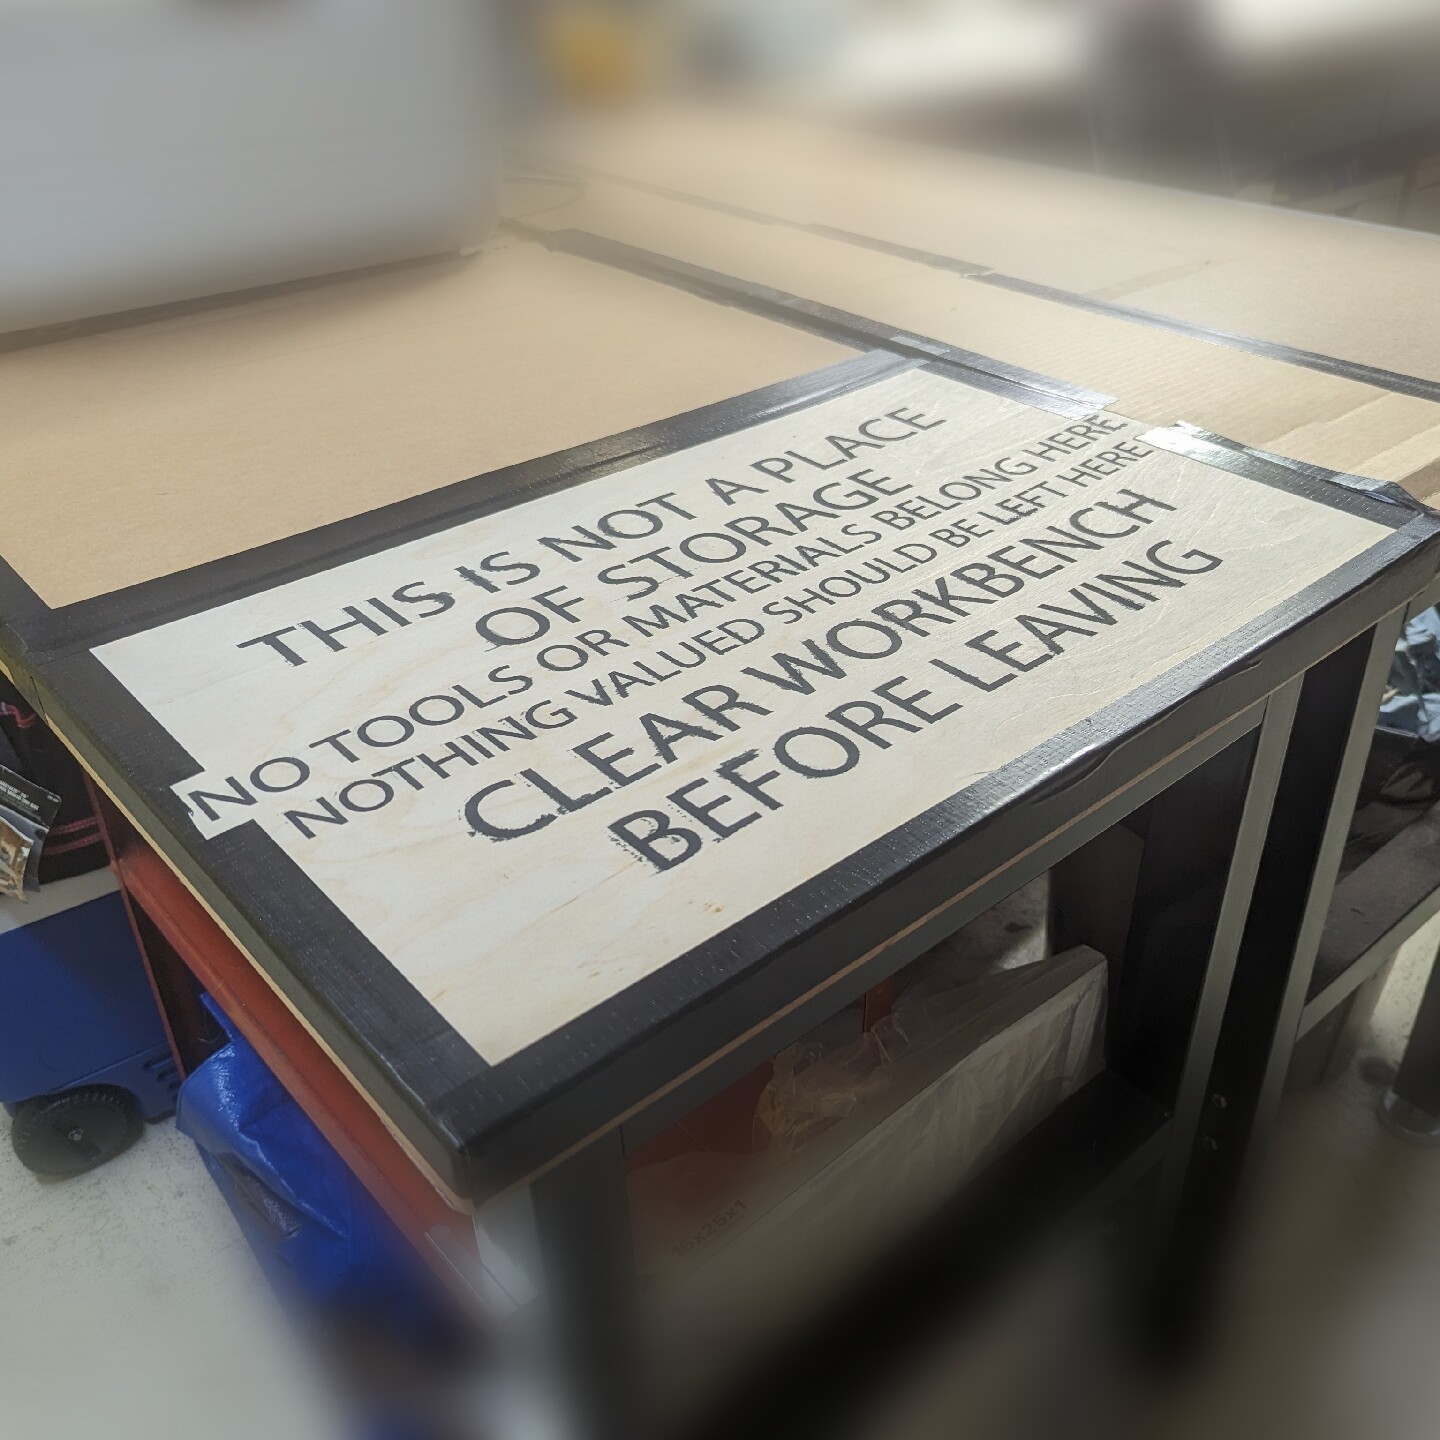 THIS IS NOT A PLACE
OF STORAGE
NO TOOLS OR MATERIALS BELONG HERE
NOTHING VALUED SHOULD BE LEFT HERE
CLEAR WORKBENCH
BEFORE LEAVING
16x25x1